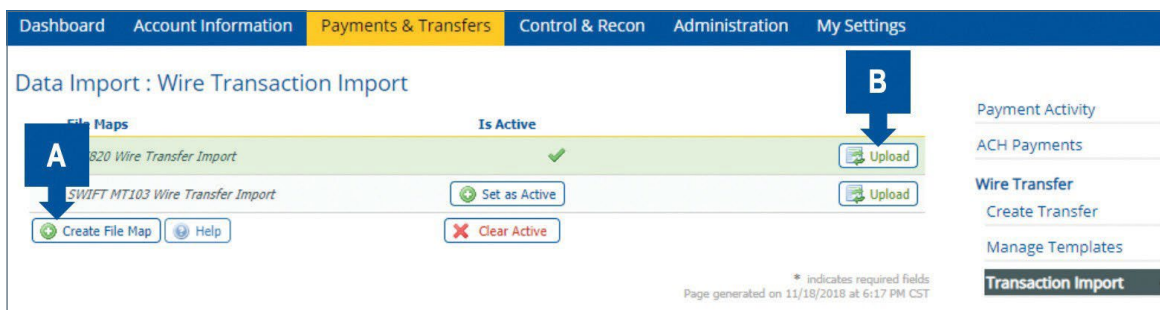 Dashboard Account Information Payments & Transfers Control & Recon Administration My Settings
Data Import : Wire Transaction Import
B
File Maps Is Active
A
820 Wire Transfer Import Upload
SWIFT MT103 Wire Transfer Import Set as Active Upload
Create File Map Help Clear Active
* indicates required fields
Page generated on 11/18/2018 at 6:17 PM CST
Payment Activity
ACH Payments
Wire Transfer
Create Transfer
Manage Templates
Transaction Import